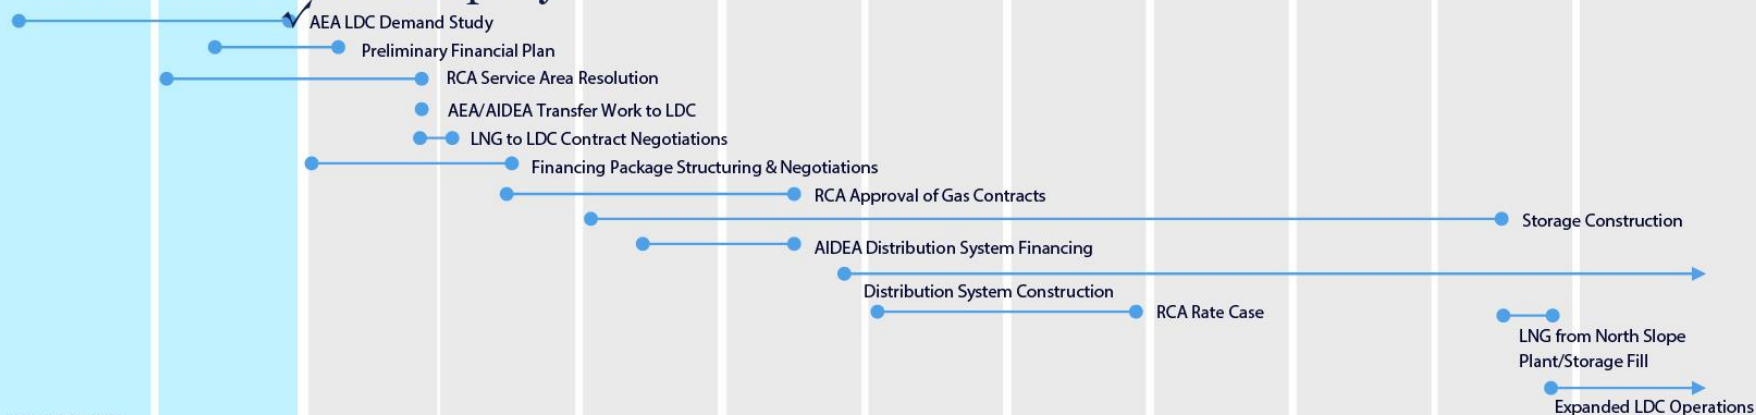 AEA LDC Demand Study
Preliminary Financial Plan
RCA Service Area Resolution
AEA/AIDEA Transfer Work to LDC
LNG to LDC Contract Negotiations
Financing Package Structuring & Negotiations
RCA Approval of Gas Contracts
Storage Construction
AIDEA Distribution System Financing
Distribution System Construction
RCA Rate Case
LNG from North Slope
Plant/Storage Fill
Expanded LDC Operations